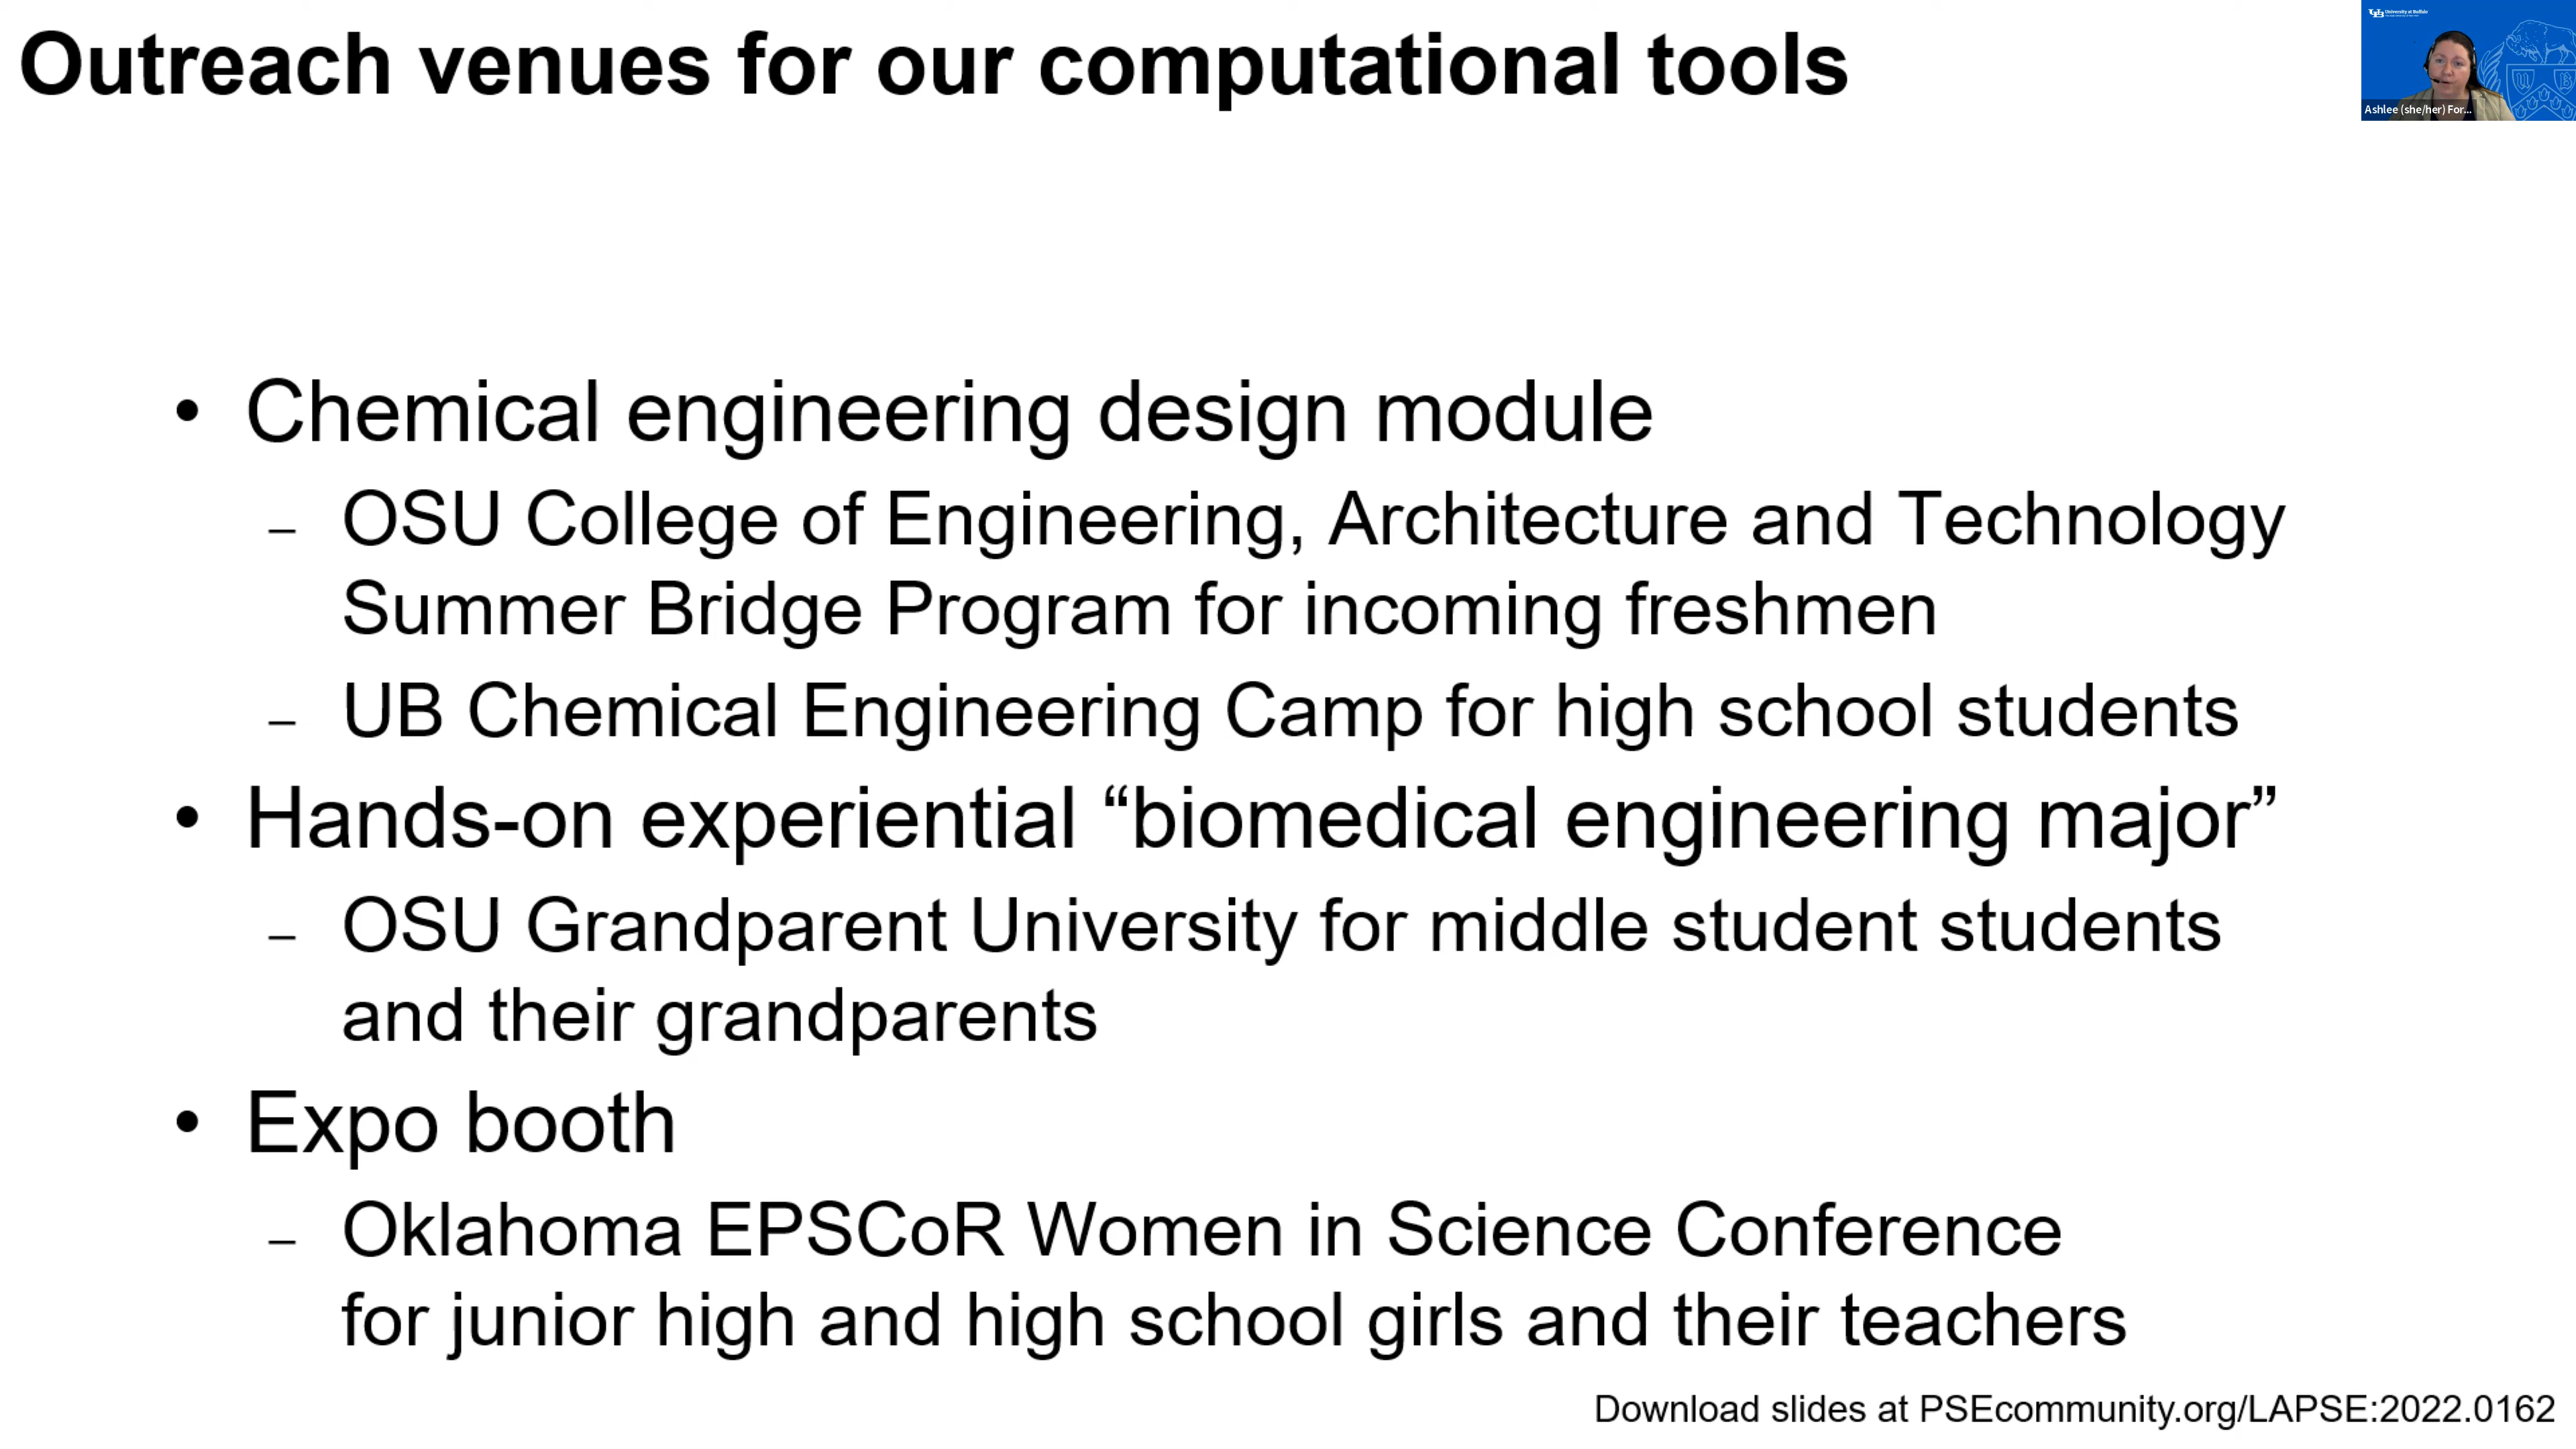 Outreach venues for our computational tools
University at Buffalo
Ashlee (she/her) For...
• Chemical engineering design module
– OSU College of Engineering, Architecture and Technology
Summer Bridge Program for incoming freshmen
– UB Chemical Engineering Camp for high school students
• Hands-on experiential “biomedical engineering major”
– OSU Grandparent University for middle student students
and their grandparents
• Expo booth
– Oklahoma EPSCoR Women in Science Conference
for junior high and high school girls and their teachers
Download slides at PSEcommunity.org/LAPSE:2022.0162